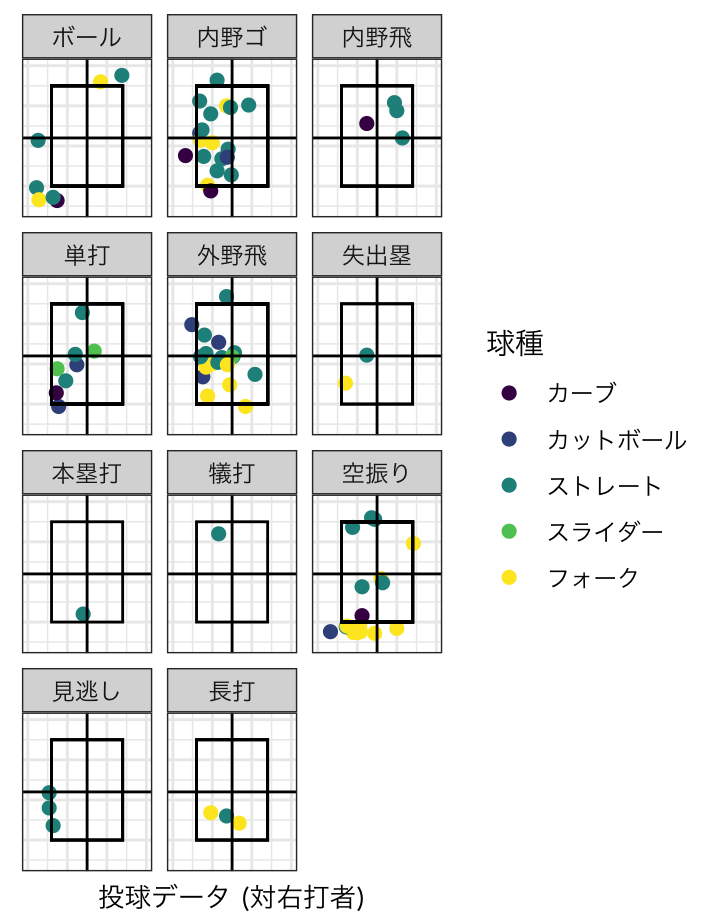 ボール
内野ゴ
内野飛
単打
外野飛
失出塁
本塁打
犠打
空振り
見逃し
長打
球種
カーブ
カットボール
ストレート
スライダー
フォーク
投球データ (対右打者)